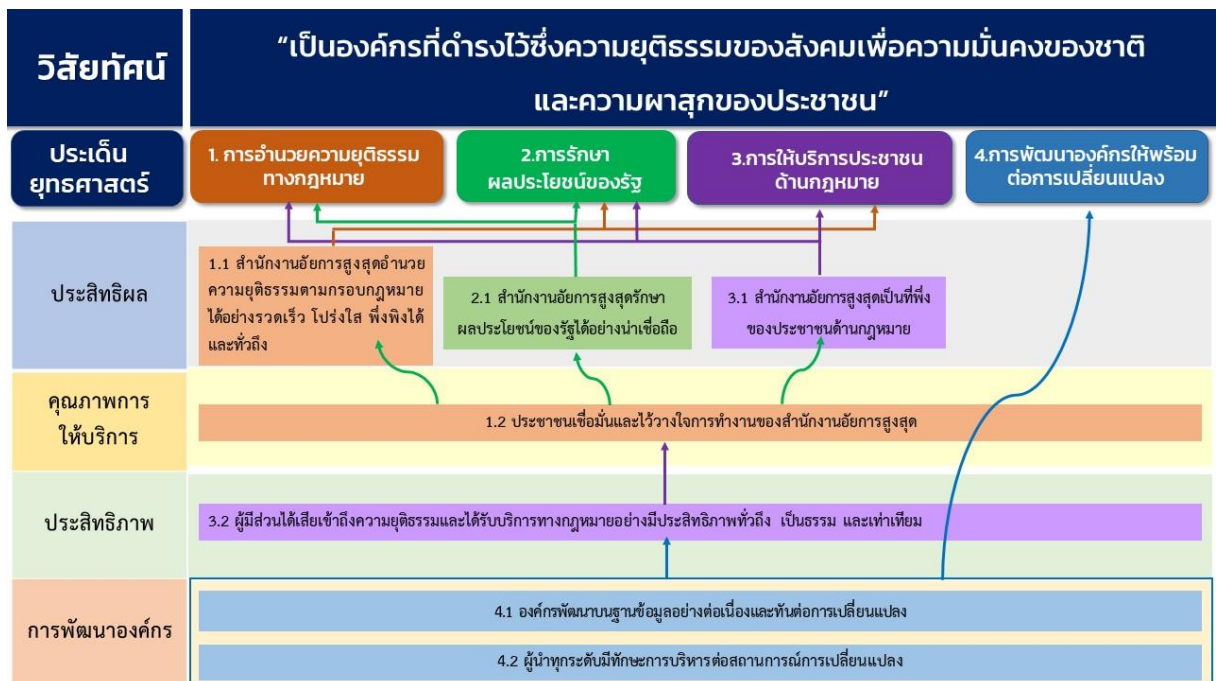 วิสัยทัศน์
“เป็นองค์กรที่ดำรงไว้ซึ่งความยุติธรรมของสังคมเพื่อความมั่นคงของชาติ
และความผาสุกของประชาชน”
ประเด็น
ยุทธศาสตร์
1. การอำนวยความยุติธรรม
ทางกฎหมาย
2.การรักษา
ผลประโยชน์ของรัฐ
3.การให้บริการประชาชน
ด้านกฎหมาย
4.การพัฒนาองค์กรให้พร้อม
ต่อการเปลี่ยนแปลง
ประสิทธิผล
1.1 สำนักงานอัยการสูงสุดอำนวย
ความยุติธรรมตามกรอบกฎหมาย
ได้อย่างรวดเร็ว โปร่งใส พึ่งพิงได้
และทั่วถึง
2.1 สำนักงานอัยการสูงสุดรักษา
ผลประโยชน์ของรัฐได้อย่างน่าเชื่อถือ
3.1 สำนักงานอัยการสูงสุดเป็นที่พึ่ง
ของประชาชนด้านกฎหมาย
คุณภาพการ
ให้บริการ
1.2 ประชาชนเชื่อมั่นและไว้วางใจการทำงานของสำนักงานอัยการสูงสุด
ประสิทธิภาพ
3.2 ผู้มีส่วนได้เสียเข้าถึงความยุติธรรมและได้รับบริการทางกฎหมายอย่างมีประสิทธิภาพทั่วถึง เป็นธรรม และเท่าเทียม
การพัฒนาองค์กร
4.1 องค์กรพัฒนาบนฐานข้อมูลอย่างต่อเนื่องและทันต่อการเปลี่ยนแปลง
4.2 ผู้นำทุกระดับมีทักษะการบริหารต่อสถานการณ์การเปลี่ยนแปลง